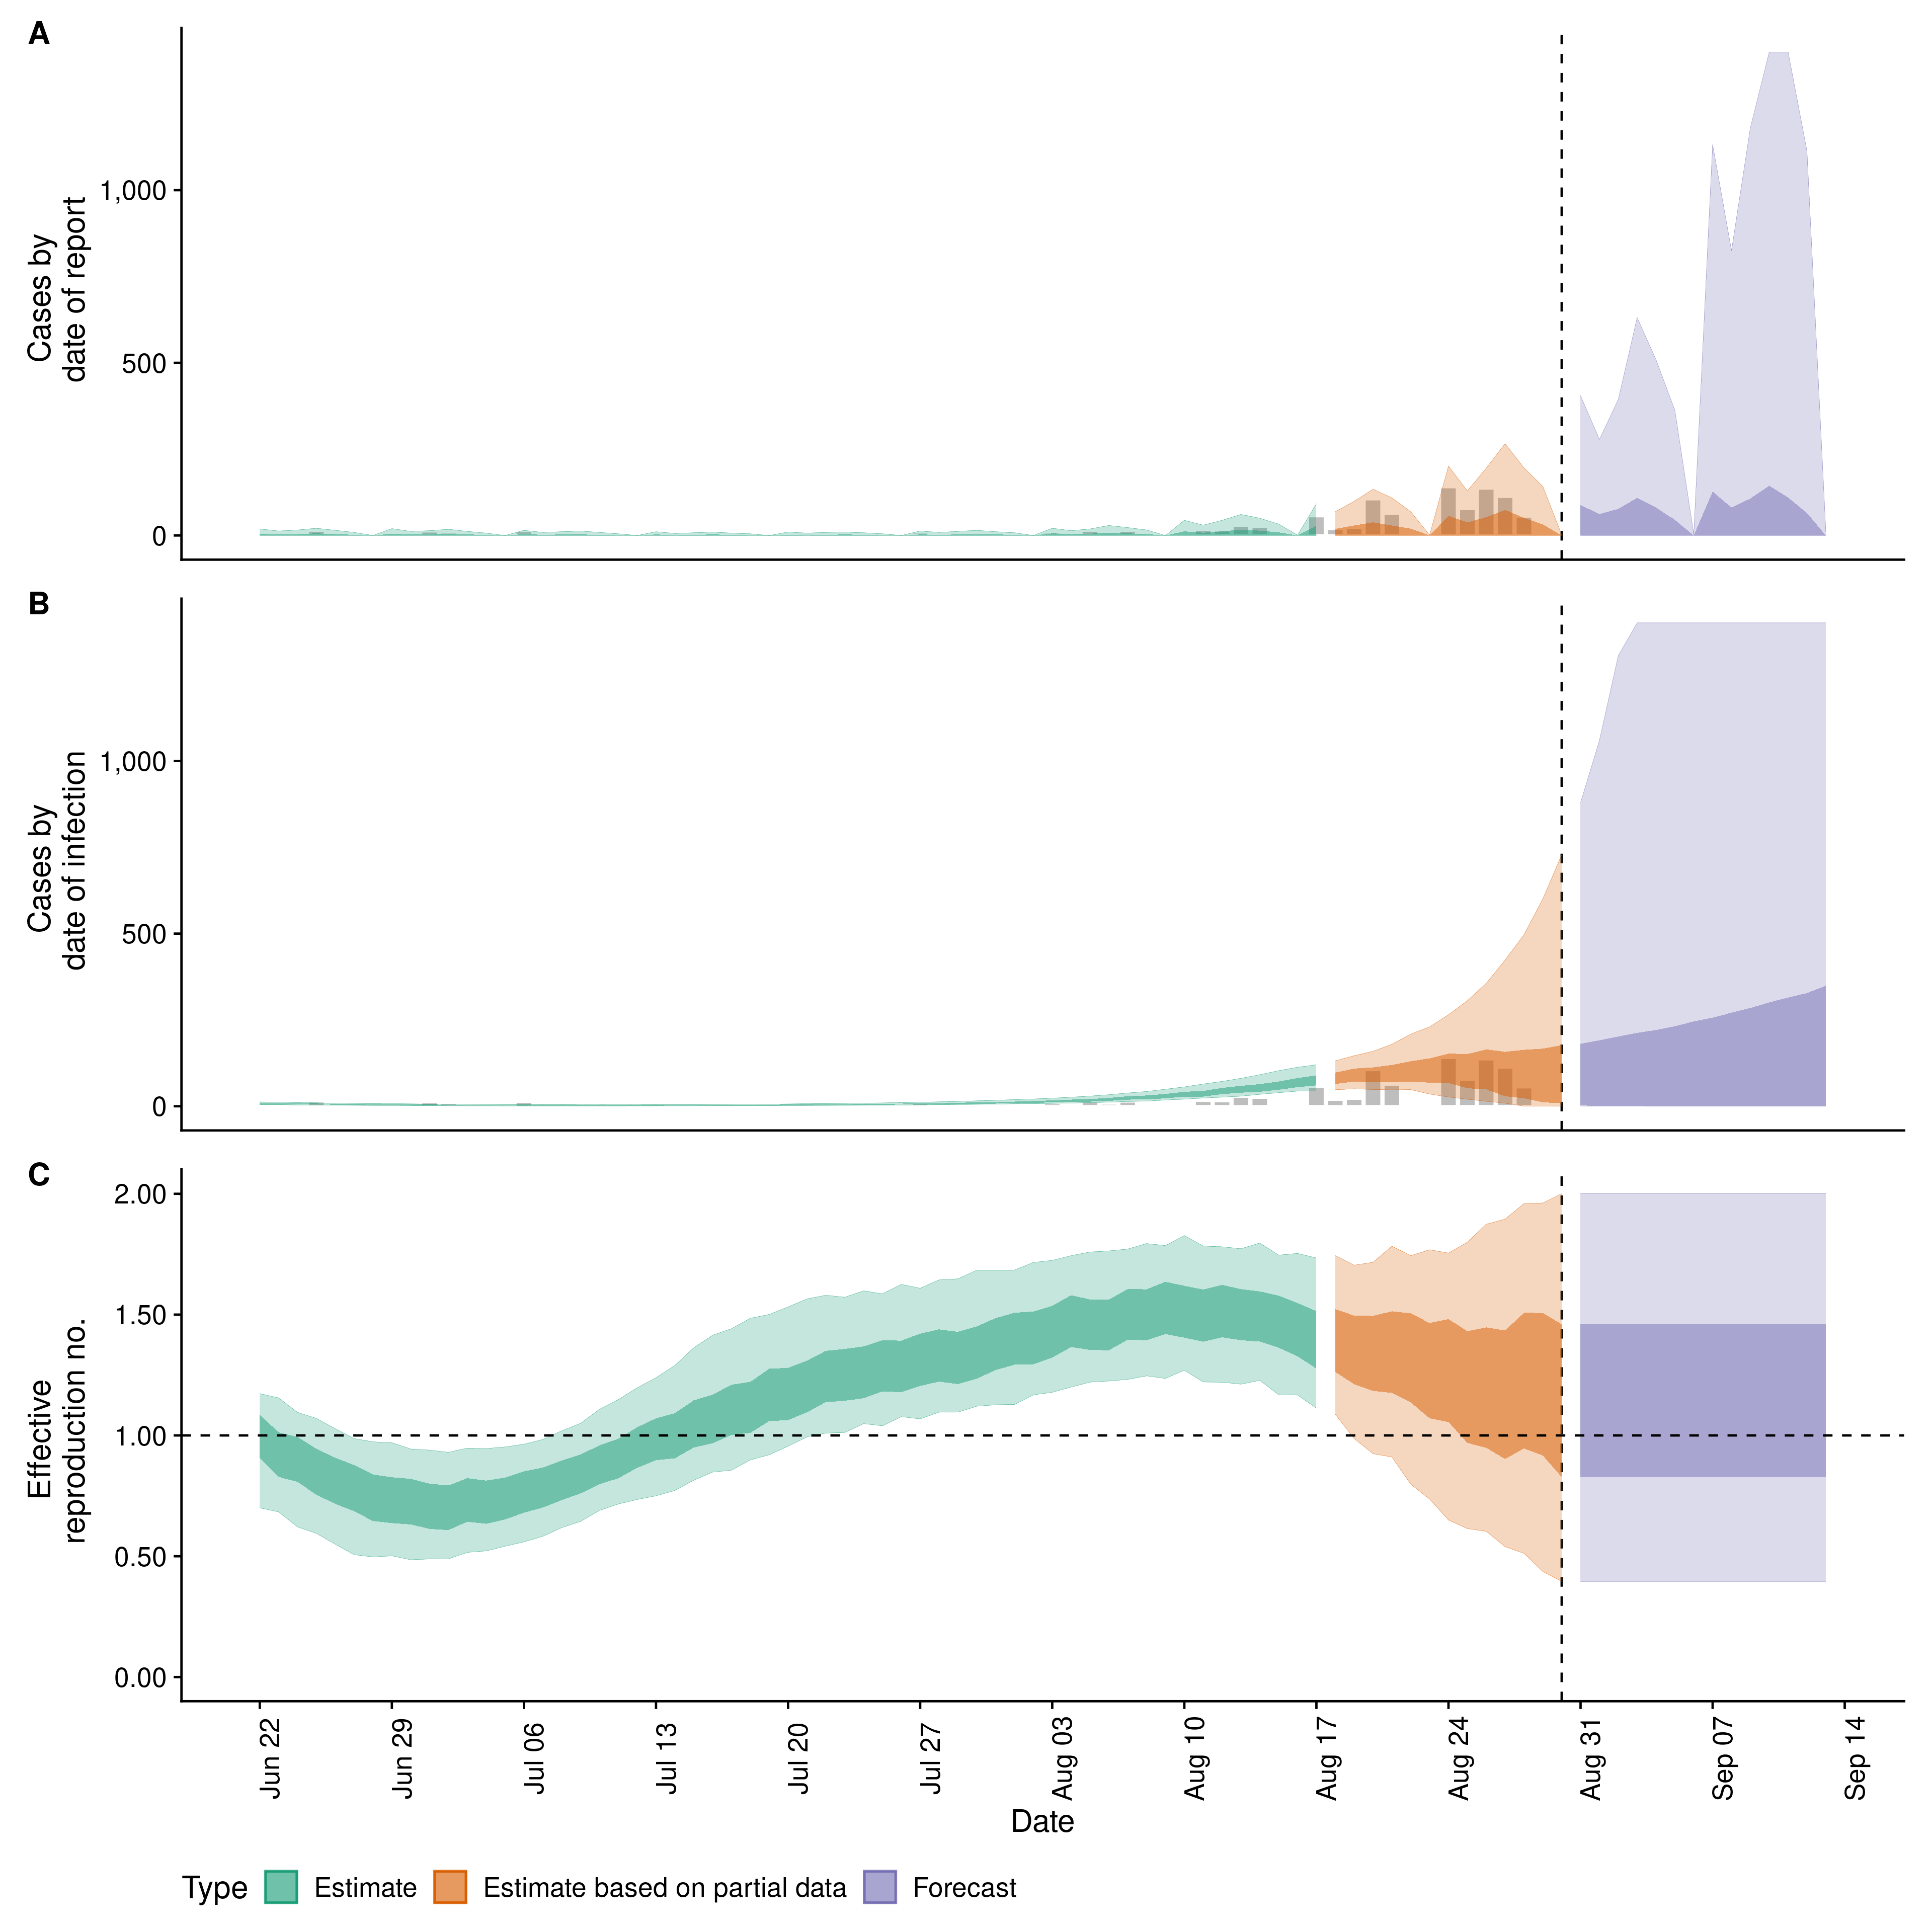 A
Cases by
date of report
1,000
500
0
B
Cases by
date of infection
1,000
500
0
C
Effective
reproduction no.
2.00
1.50
1.00
0.50
0.00
Jun 22
Jun 29
Jul 06
Jul 13
Jul 20
Jul 27
Aug 03
Aug 10
Aug 17
Aug 24
Aug 31
Sep 07
Sep 14
Date
Type Estimate Estimate based on partial data Forecast